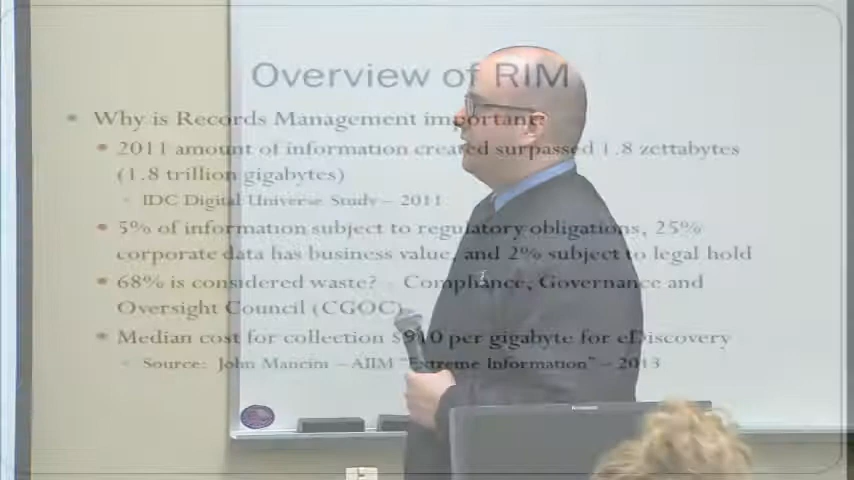 Overview of RIM
Why is Records Management important?
2011 amount of information created surpassed 1.8 zettabytes
(1.8 trillion gigabytes)
IDC Digital Universe Study – 2011
5% of information subject to regulatory obligations, 25%
corporate data has business value, and 2% subject to legal hold
68% is considered waste? - Compliance, Governance and
Oversight Council (CGOC)
Median cost for collection $910 per gigabyte for eDiscovery
Source: John Mancini – AIIM "Extreme Information" – 2013